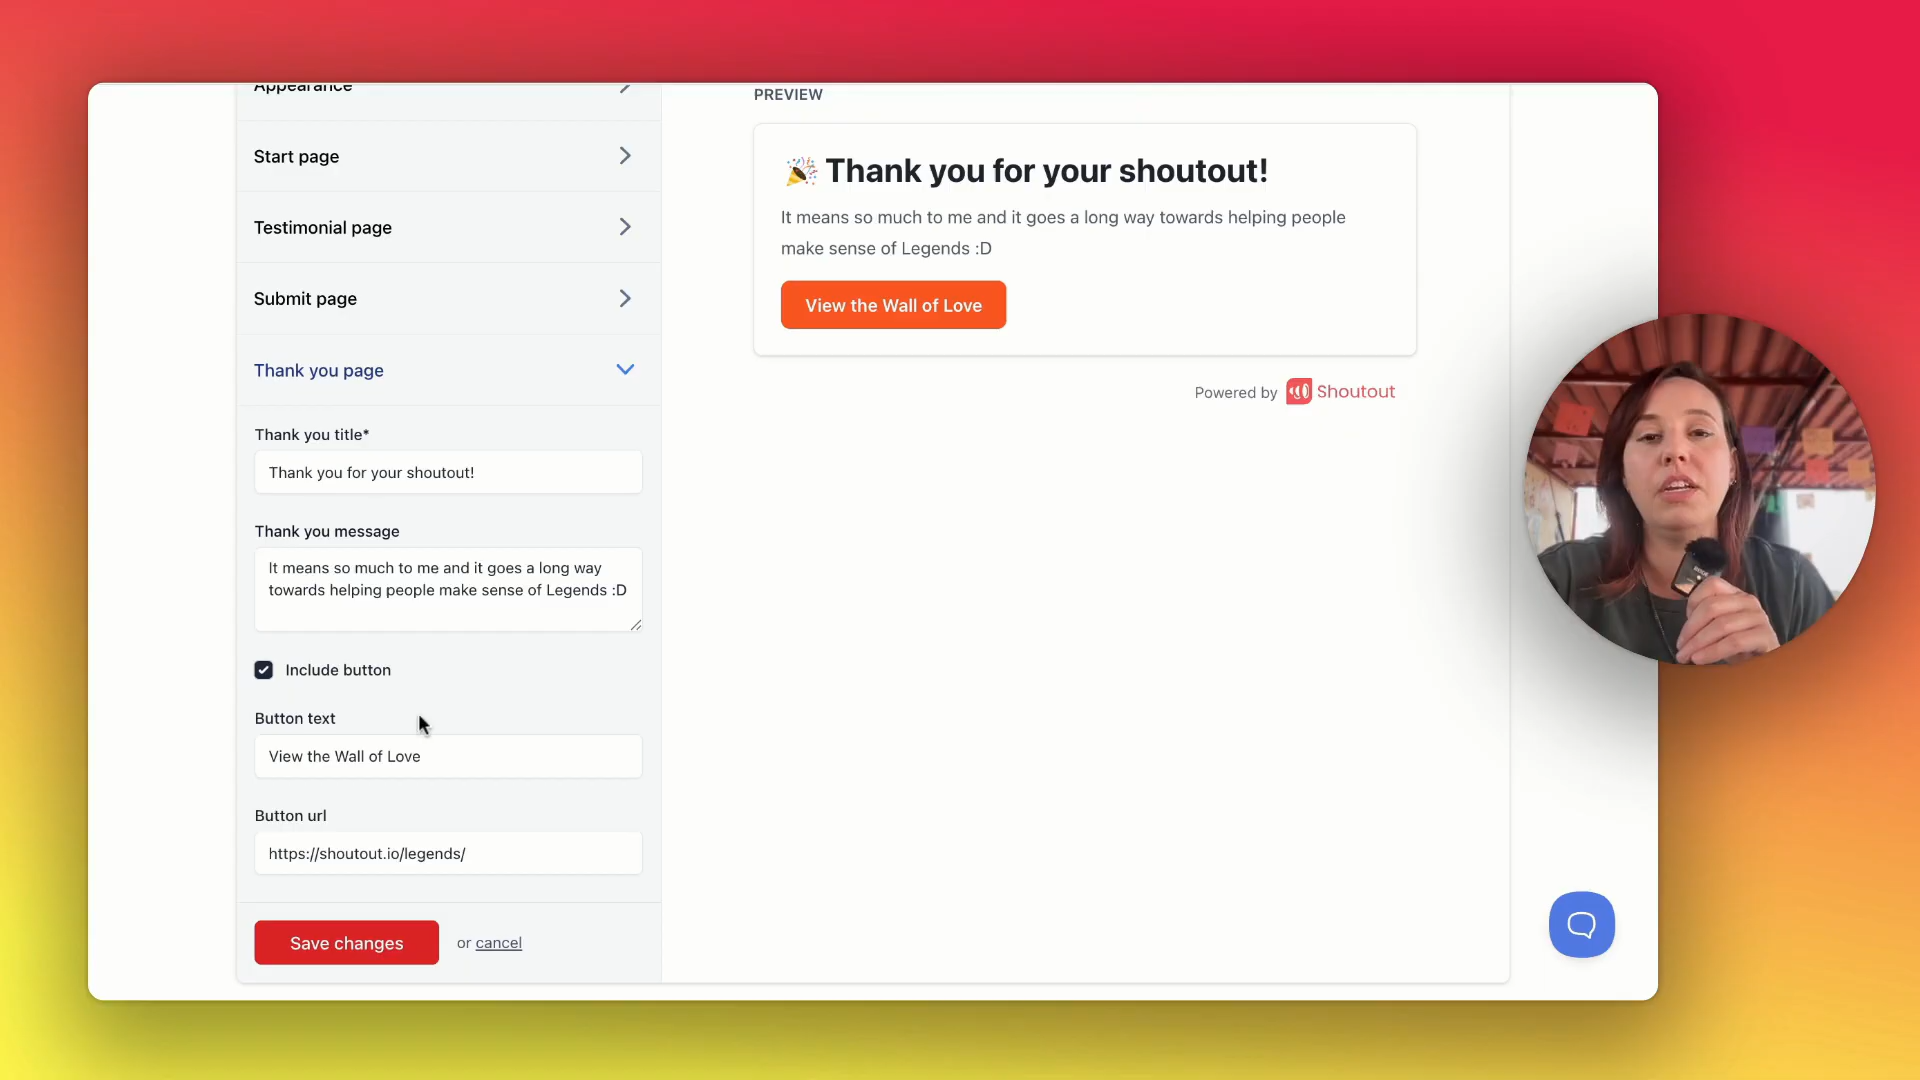 Appearance
Start page
Testimonial page
Submit page
Thank you page
Thank you title*
Thank you for your shoutout!
Thank you message
It means so much to me and it goes a long way
towards helping people make sense of Legends :D
Include button
Button text
View the Wall of Love
Button url
https://shoutout.io/legends/
Save changes
or cancel
PREVIEW
🎉 Thank you for your shoutout!
It means so much to me and it goes a long way towards helping people
make sense of Legends :D
View the Wall of Love
Powered by Shoutout